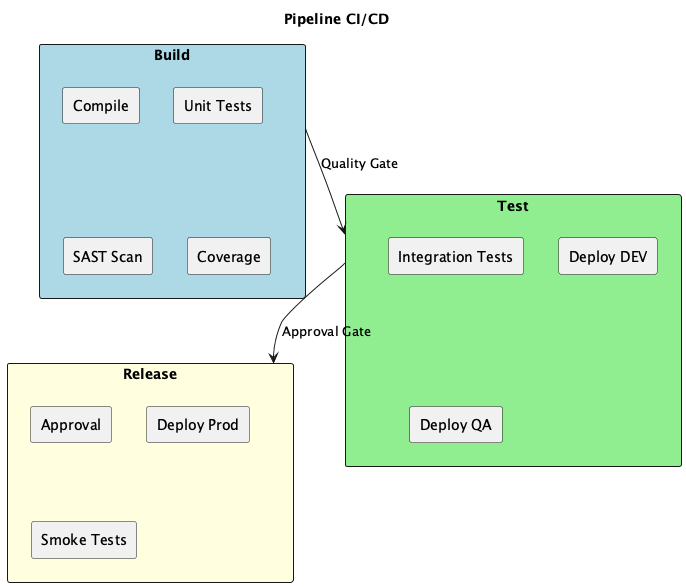 Pipeline CI/CD
Build
Compile
Unit Tests
SAST Scan
Coverage
Quality Gate
Test
Integration Tests
Deploy DEV
Deploy QA
Approval Gate
Release
Approval
Deploy Prod
Smoke Tests